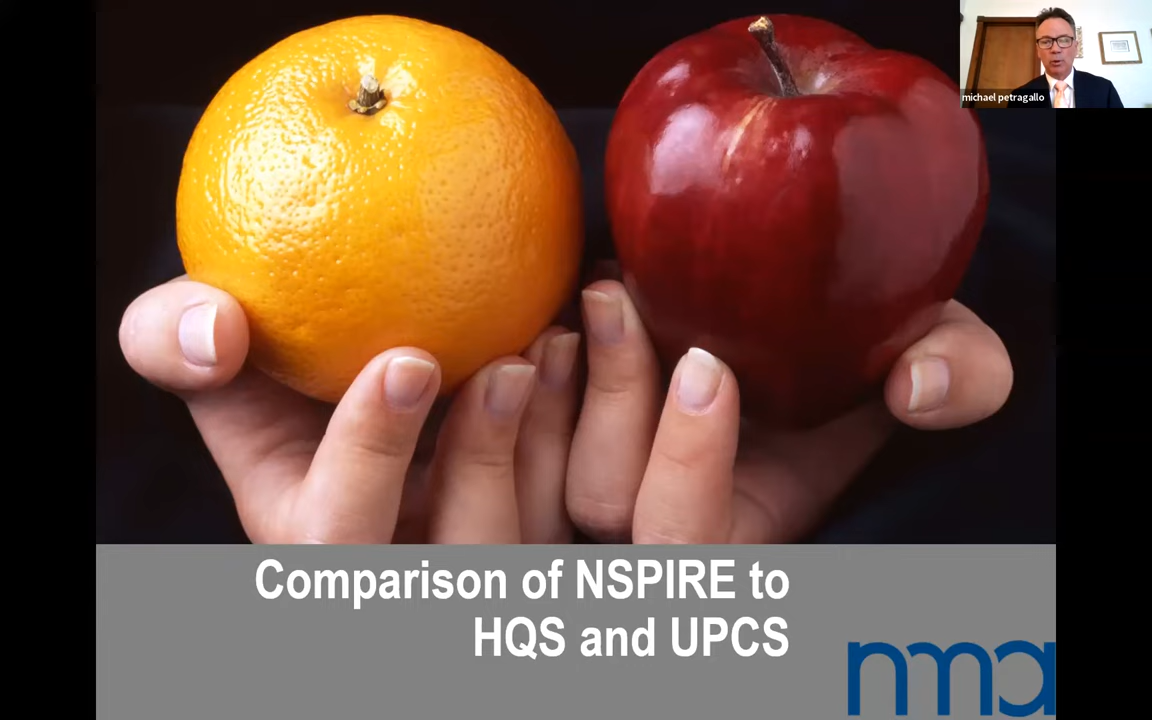 michael petragallo
Comparison of NSPIRE to
HQS and UPCS
nma